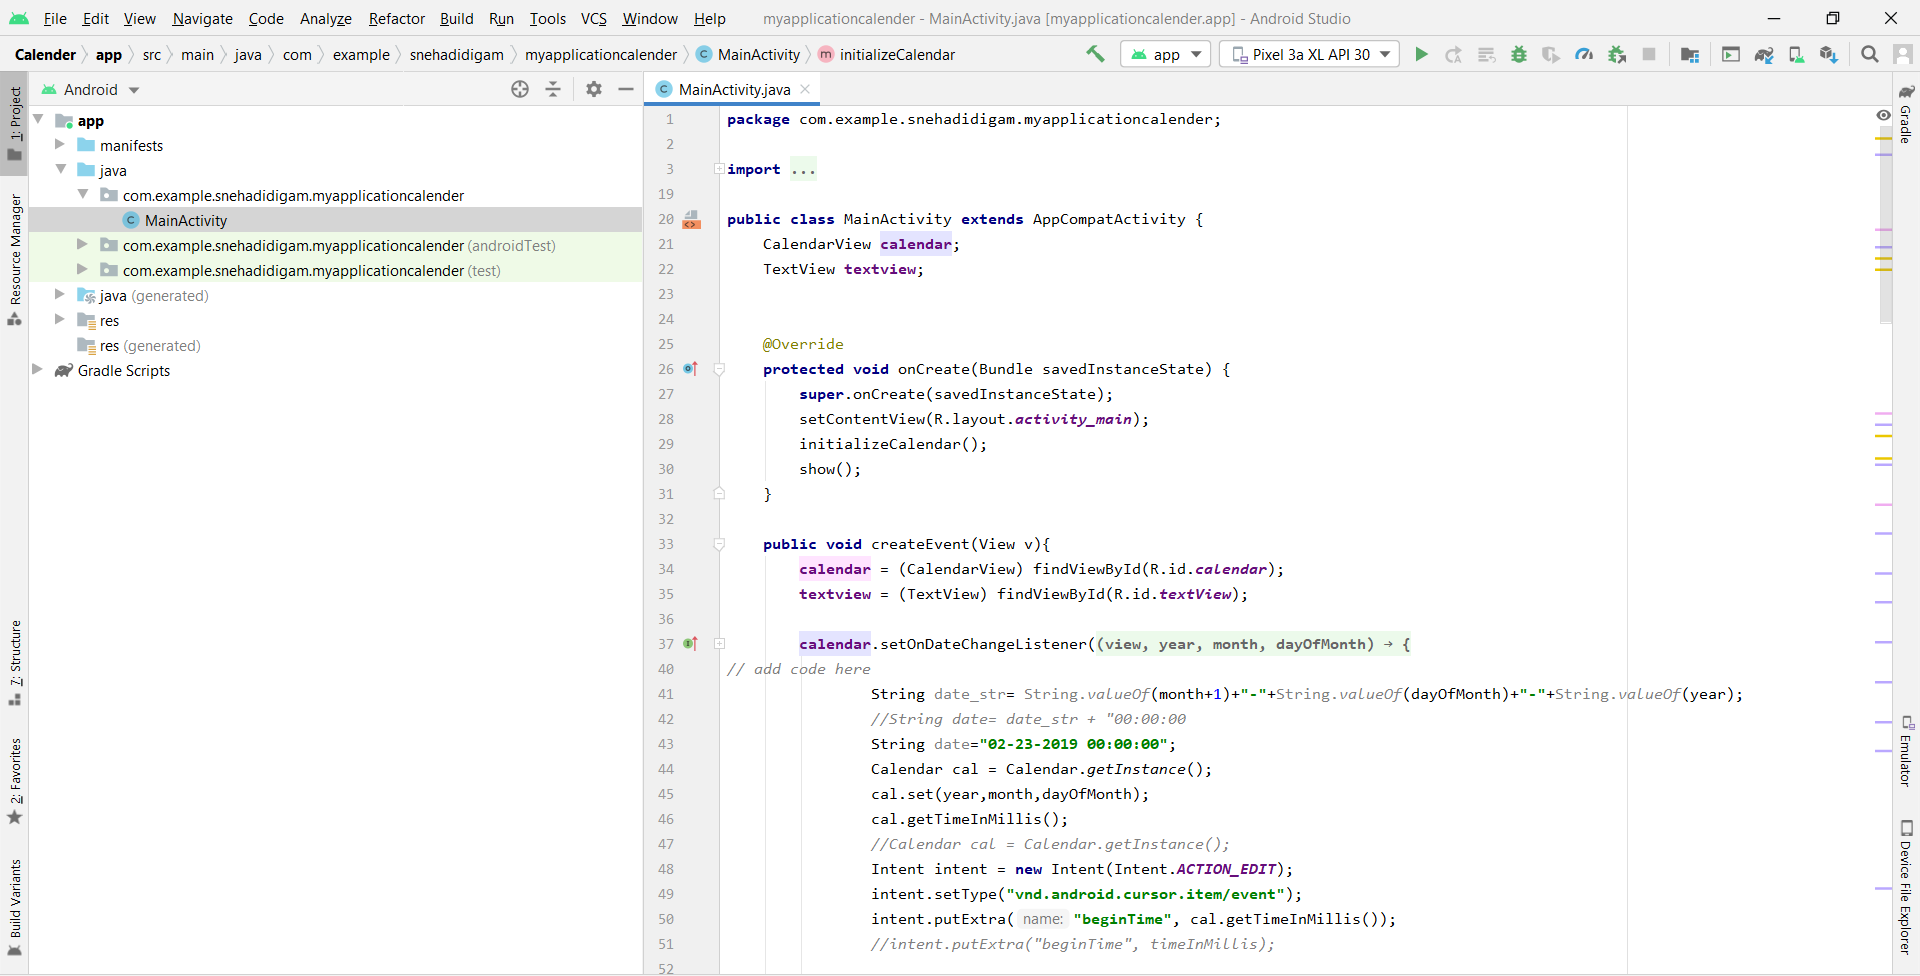 File Edit View Navigate Code Analyze Refactor Build Run Tools VCS Window Help myapplicationcalender - MainActivity.java [myapplicationcalender.app] - Android Studio
Calender app src main java com example snehadidigam myapplicationcalender C MainActivity m initializeCalendar app Pixel 3a XL API 30
Android
MainActivity.java
1: Project
Resource Manager
7: Structure
2: Favorites
Build Variants
app
manifests
java
com.example.snehadidigam.myapplicationcalender
C MainActivity
com.example.snehadidigam.myapplicationcalender (androidTest)
com.example.snehadidigam.myapplicationcalender (test)
java (generated)
res
res (generated)
Gradle Scripts
1 package com.example.snehadidigam.myapplicationcalender;
2
3 import ...
19
20 public class MainActivity extends AppCompatActivity {
21 CalendarView calendar;
22 TextView textview;
23
24
25 @Override
26 protected void onCreate(Bundle savedInstanceState) {
27 super.onCreate(savedInstanceState);
28 setContentView(R.layout.activity_main);
29 initializeCalendar();
30 show();
31 }
32
33 public void createEvent(View v){
34 calendar = (CalendarView) findViewById(R.id.calendar);
35 textview = (TextView) findViewById(R.id.textView);
36
37 calendar.setOnDateChangeListener((view, year, month, dayOfMonth) → {
40 // add code here
41 String date_str= String.valueOf(month+1)+"-"+String.valueOf(dayOfMonth)+"-"+String.valueOf(year);
42 //String date= date_str + "00:00:00
43 String date="02-23-2019 00:00:00";
44 Calendar cal = Calendar.getInstance();
45 cal.set(year,month,dayOfMonth);
46 cal.getTimeInMillis();
47 //Calendar cal = Calendar.getInstance();
48 Intent intent = new Intent(Intent.ACTION_EDIT);
49 intent.setType("vnd.android.cursor.item/event");
50 intent.putExtra( name: "beginTime", cal.getTimeInMillis());
51 //intent.putExtra("beginTime", timeInMillis);
52
Gradle
Emulator
Device File Explorer